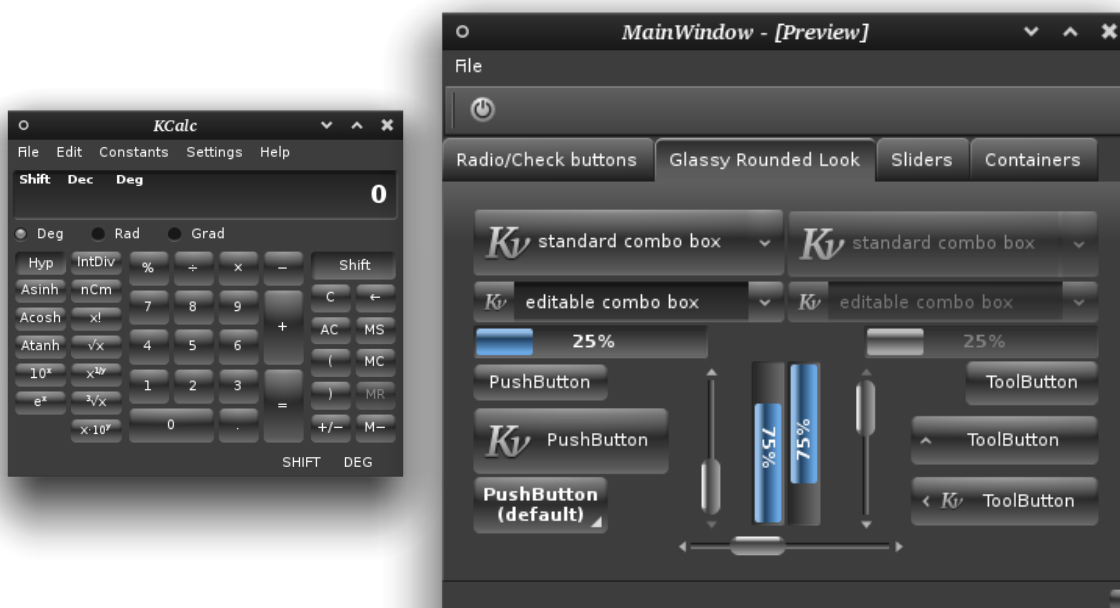 KCalc
File Edit Constants Settings Help
Shift Dec Deg
0
Deg Rad Grad
Hyp IntDiv % ÷ × − Shift
Asinh nCm 7 8 9 + C ←
Acosh x! AC MS
Atanh √x 4 5 6 ( MC
10ˣ x¹/ʸ 1 2 3 = ) MR
eˣ ³√x 0 . +/− M−
x·10ʸ
SHIFT DEG
MainWindow - [Preview]
File
Radio/Check buttons Glassy Rounded Look Sliders Containers
Kv standard combo box Kv standard combo box
Kv editable combo box Kv editable combo box
25% 25%
PushButton ToolButton
Kv PushButton 75% 75% ToolButton
PushButton
(default) Kv ToolButton